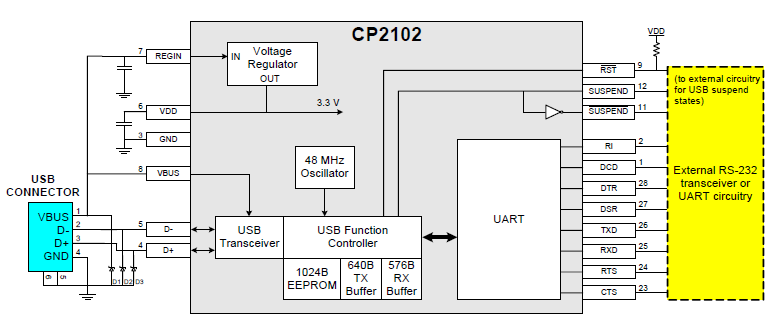 CP2102
7
REGIN
IN
Voltage
Regulator
OUT
6
VDD
3.3 V
3
GND
8
VBUS
48 MHz
Oscillator
USB
CONNECTOR
VBUS
D-
D+
GND
1
2
3
4
6
5
D1
D2
D3
5
D-
4
D+
USB
Transceiver
USB Function
Controller
1024B
EEPROM
640B
TX
Buffer
576B
RX
Buffer
UART
VDD
RST
9
SUSPEND
12
SUSPEND
11
RI
2
DCD
1
DTR
28
DSR
27
TXD
26
RXD
25
RTS
24
CTS
23
(to external circuitry
for USB suspend
states)
External RS-232
transceiver or
UART circuitry